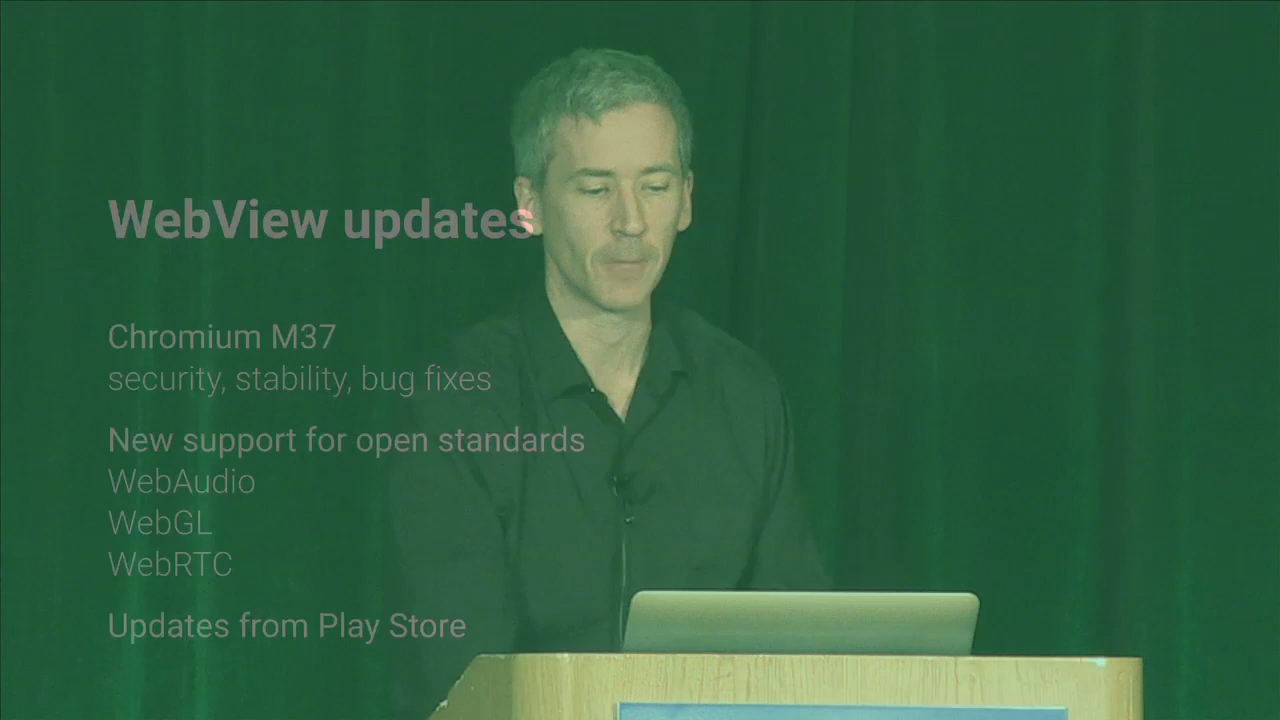 WebView updates
Chromium M37
security, stability, bug fixes
New support for open standards
WebAudio
WebGL
WebRTC
Updates from Play Store